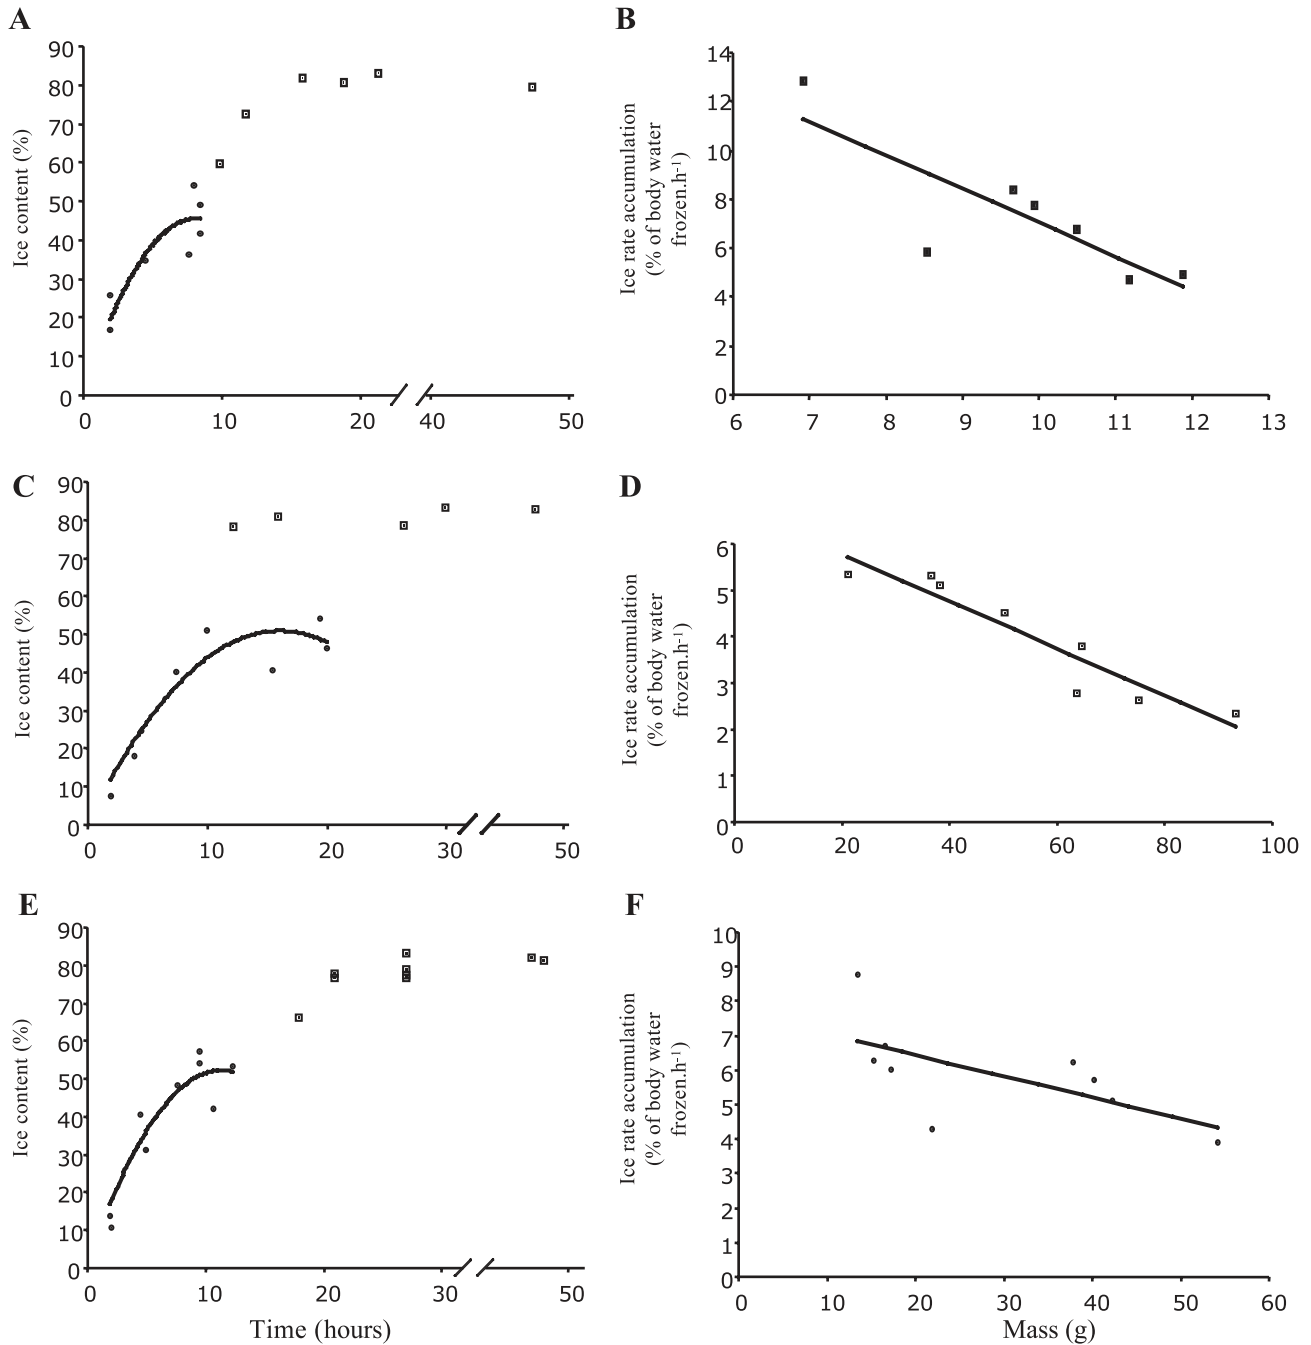 A
90
80
70
60
50
40
30
20
10
0
Ice content (%)
0 10 20 40 50
B
14
12
10
8
6
4
2
0
Ice rate accumulation
(% of body water
frozen.h-1)
6 7 8 9 10 11 12 13
C
90
80
70
60
50
40
30
20
10
0
Ice content (%)
0 10 20 30 50
D
6
5
4
3
2
1
0
Ice rate accumulation
(% of body water
frozen.h-1)
0 20 40 60 80 100
E
90
80
70
60
50
40
30
20
10
0
Ice content (%)
0 10 20 30 50
Time (hours)
F
10
9
8
7
6
5
4
3
2
1
0
Ice rate accumulation
(% of body water
frozen.h-1)
0 10 20 30 40 50 60
Mass (g)